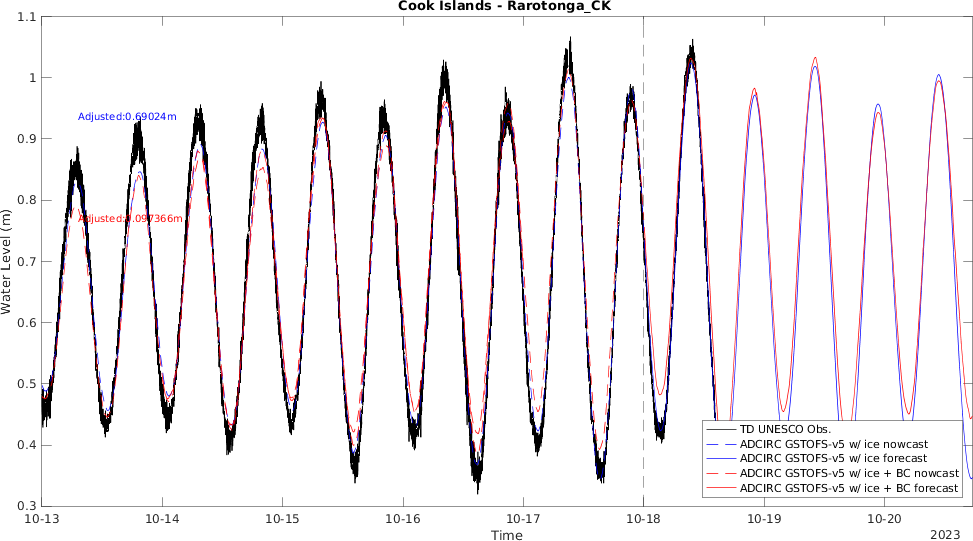 Cook Islands - Rarotonga_CK
1.1
1
0.9
0.8
0.7
0.6
0.5
0.4
0.3
Water Level (m)
Adjusted:0.69024m
Adjusted:0.097366m
TD UNESCO Obs.
ADCIRC GSTOFS-v5 w/ ice nowcast
ADCIRC GSTOFS-v5 w/ ice forecast
ADCIRC GSTOFS-v5 w/ ice + BC nowcast
ADCIRC GSTOFS-v5 w/ ice + BC forecast
10-13 10-14 10-15 10-16 10-17 10-18 10-19 10-20
Time
2023